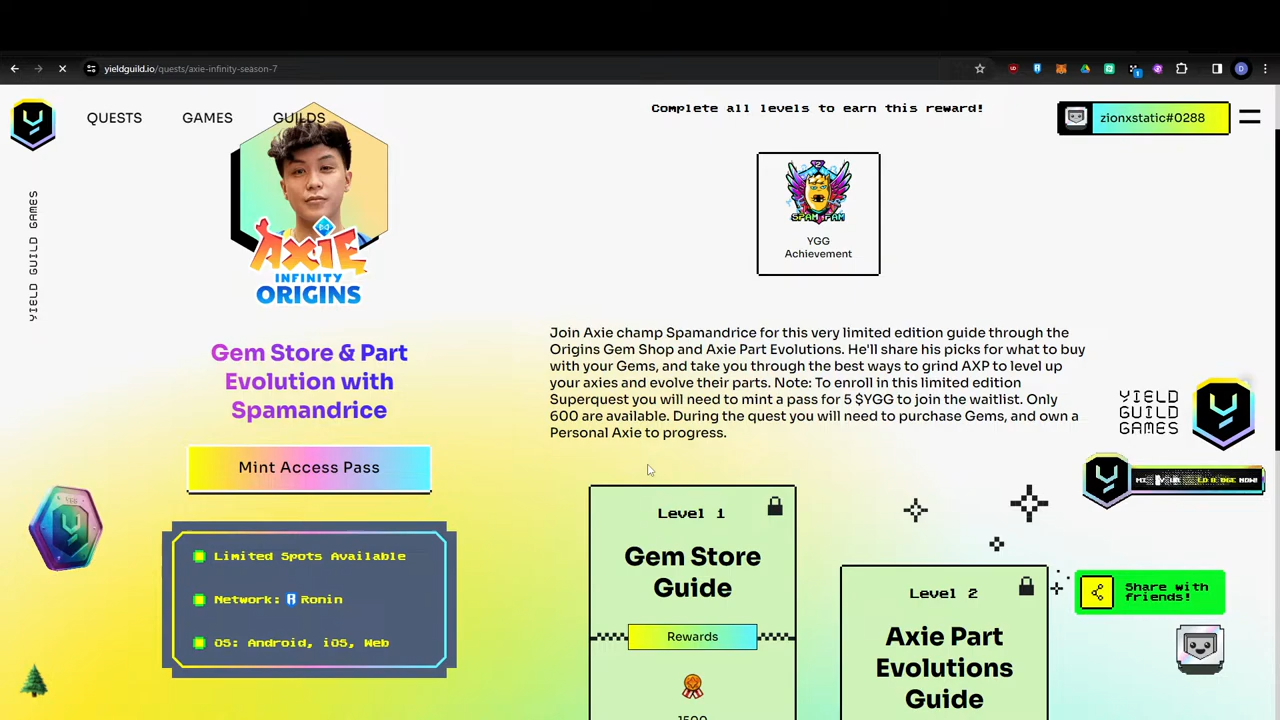 yieldguild.io/quests/axie-infinity-season-7
QUESTS
GAMES
GUILDS
Complete all levels to earn this reward!
zionxstatic#0288
YIELD GUILD GAMES
AXIE
INFINITY
ORIGINS
SPAM FAM
YGG
Achievement
Gem Store & Part
Evolution with
Spamandrice
Mint Access Pass
Limited Spots Available
Network: Ronin
OS: Android, iOS, Web
Join Axie champ Spamandrice for this very limited edition guide through the
Origins Gem Shop and Axie Part Evolutions. He'll share his picks for what to buy
with your Gems, and take you through the best ways to grind AXP to level up
your axies and evolve their parts. Note: To enroll in this limited edition
Superquest you will need to mint a pass for 5 $YGG to join the waitlist. Only
600 are available. During the quest you will need to purchase Gems, and own a
Personal Axie to progress.
Level 1
Gem Store
Guide
Rewards
1500
Level 2
Axie Part
Evolutions
Guide
YIELD
GUILD
GAMES
NOW!
Share with
friends!